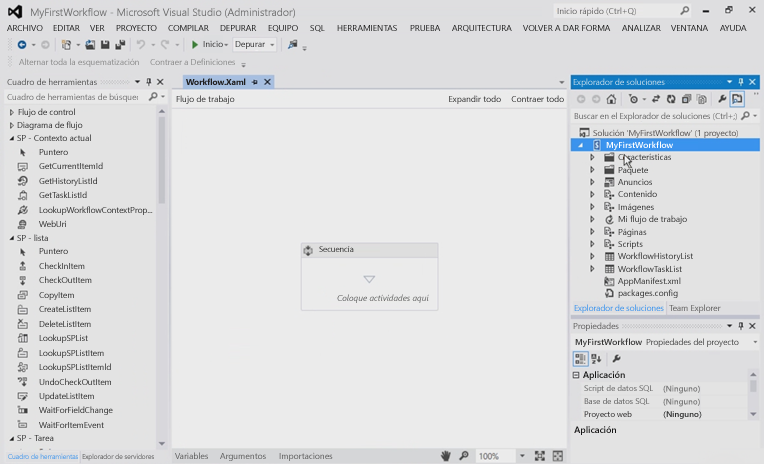 MyFirstWorkflow - Microsoft Visual Studio (Administrador)
Inicio rápido (Ctrl+Q)
ARCHIVO EDITAR VER PROYECTO COMPILAR DEPURAR EQUIPO SQL HERRAMIENTAS PRUEBA ARQUITECTURA VOLVER A DAR FORMA ANALIZAR VENTANA AYUDA
Inicio Depurar
Alternar toda la esquematización Contraer a Definiciones
Cuadro de herramientas
Cuadro de herramientas de búsquer
Flujo de control
Diagrama de flujo
SP - Contexto actual
Puntero
GetCurrentItemId
GetHistoryListId
GetTaskListId
LookupWorkflowContextProp...
WebUri
SP - lista
Puntero
CheckInItem
CheckOutItem
CopyItem
CreateListItem
DeleteListItem
LookupSPList
LookupSPListItem
LookupSPListItemId
UndoCheckOutItem
UpdateListItem
WaitForFieldChange
WaitForItemEvent
SP - Tarea
Cuadro de herramientas Explorador de servidores
Workflow.Xaml
Flujo de trabajo Expandir todo Contraer todo
Secuencia
Coloque actividades aquí
Variables Argumentos Importaciones 100%
Explorador de soluciones
Buscar en el Explorador de soluciones (Ctrl+;)
Solución 'MyFirstWorkflow' (1 proyecto)
MyFirstWorkflow
Características
Paquete
Anuncios
Contenido
Imágenes
Mi flujo de trabajo
Páginas
Scripts
WorkflowHistoryList
WorkflowTaskList
AppManifest.xml
packages.config
Explorador de soluciones Team Explorer
Propiedades
MyFirstWorkflow Propiedades del proyecto
Aplicación
Script de datos SQL (Ninguno)
Base de datos SQL (Ninguno)
Proyecto web (Ninguno)
Aplicación